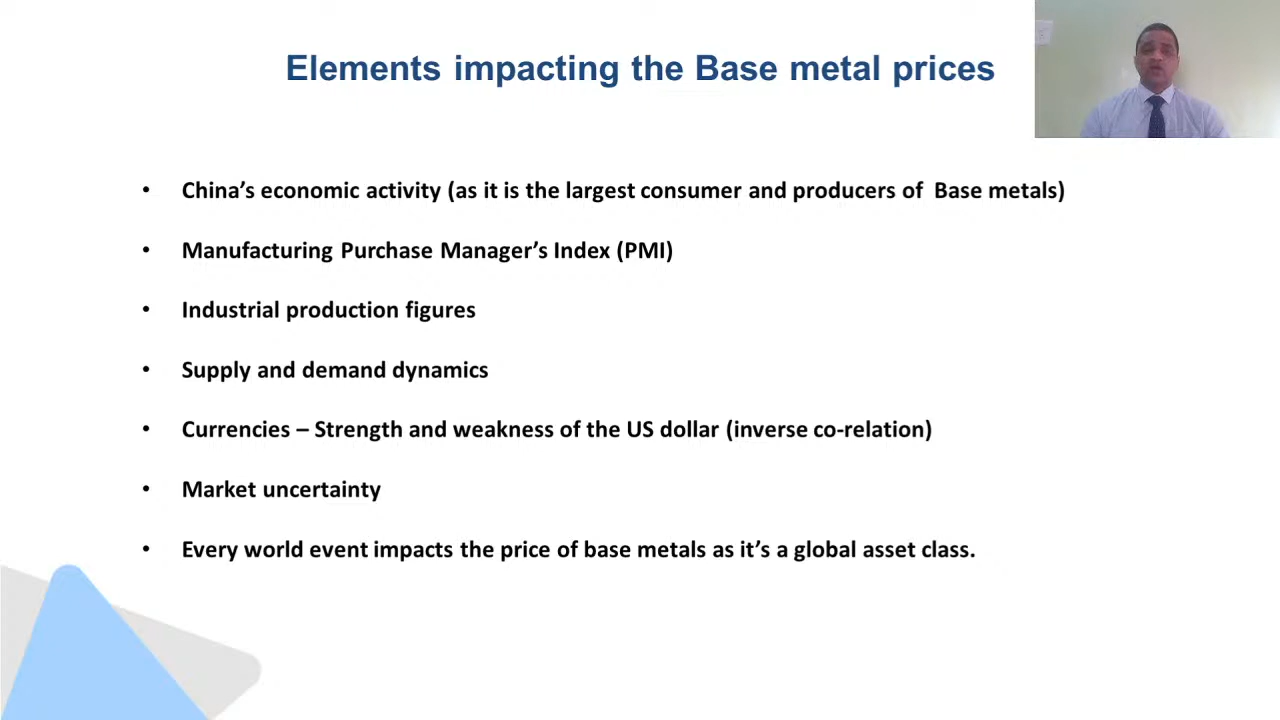 Elements impacting the Base metal prices
• China’s economic activity (as it is the largest consumer and producers of Base metals)
• Manufacturing Purchase Manager’s Index (PMI)
• Industrial production figures
• Supply and demand dynamics
• Currencies – Strength and weakness of the US dollar (inverse co-relation)
• Market uncertainty
• Every world event impacts the price of base metals as it’s a global asset class.